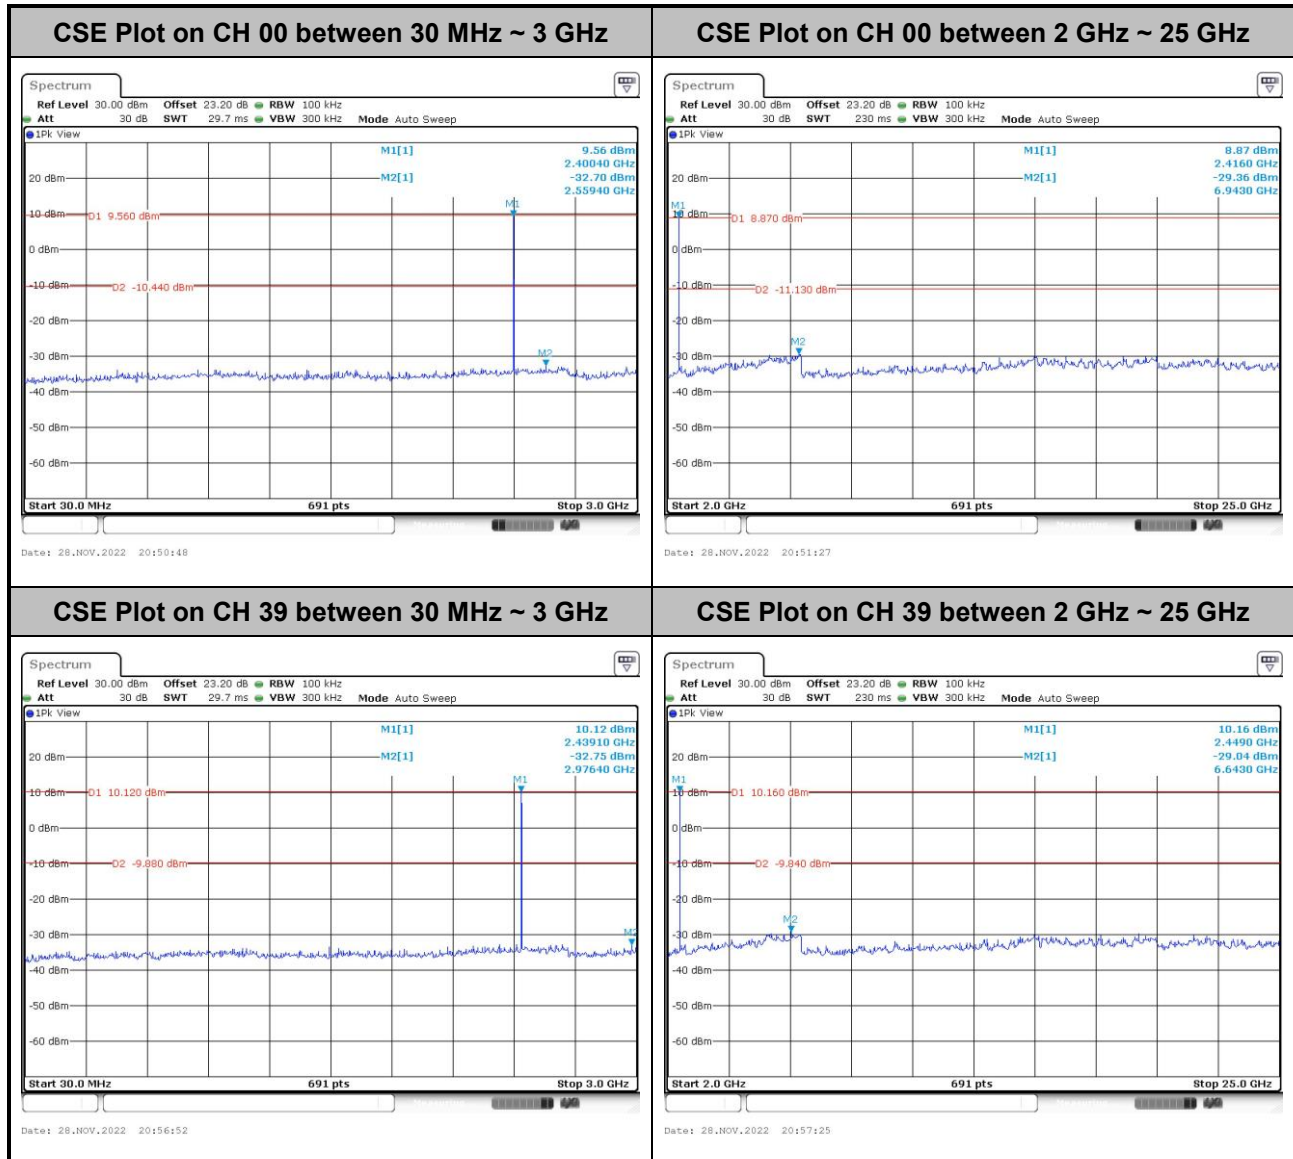 CSE Plot on CH 00 between 30 MHz ~ 3 GHz
Spectrum
Ref Level 30.00 dBm Offset 23.20 dB RBW 100 kHz
Att 30 dB SWT 29.7 ms VBW 300 kHz Mode Auto Sweep
1Pk View
M1[1] 9.56 dBm
2.40040 GHz
M2[1] -32.70 dBm
2.55940 GHz
20 dBm
M1
10 dBm D1 9.560 dBm
0 dBm
-10 dBm D2 -10.440 dBm
-20 dBm
M2
-30 dBm
-40 dBm
-50 dBm
-60 dBm
Start 30.0 MHz 691 pts Stop 3.0 GHz
Date: 28.NOV.2022 20:50:48
CSE Plot on CH 00 between 2 GHz ~ 25 GHz
Spectrum
Ref Level 30.00 dBm Offset 23.20 dB RBW 100 kHz
Att 30 dB SWT 230 ms VBW 300 kHz Mode Auto Sweep
1Pk View
M1[1] 8.87 dBm
2.4160 GHz
M2[1] -29.36 dBm
6.9430 GHz
20 dBm
M1
10 dBm D1 8.870 dBm
0 dBm
-10 dBm D2 -11.130 dBm
-20 dBm
M2
-30 dBm
-40 dBm
-50 dBm
-60 dBm
Start 2.0 GHz 691 pts Stop 25.0 GHz
Date: 28.NOV.2022 20:51:27
CSE Plot on CH 39 between 30 MHz ~ 3 GHz
Spectrum
Ref Level 30.00 dBm Offset 23.20 dB RBW 100 kHz
Att 30 dB SWT 29.7 ms VBW 300 kHz Mode Auto Sweep
1Pk View
M1[1] 10.12 dBm
2.43910 GHz
M2[1] -32.75 dBm
2.97640 GHz
20 dBm
M1
10 dBm D1 10.120 dBm
0 dBm
-10 dBm D2 -9.880 dBm
-20 dBm
M2
-30 dBm
-40 dBm
-50 dBm
-60 dBm
Start 30.0 MHz 691 pts Stop 3.0 GHz
Date: 28.NOV.2022 20:56:52
CSE Plot on CH 39 between 2 GHz ~ 25 GHz
Spectrum
Ref Level 30.00 dBm Offset 23.20 dB RBW 100 kHz
Att 30 dB SWT 230 ms VBW 300 kHz Mode Auto Sweep
1Pk View
M1[1] 10.16 dBm
2.4490 GHz
M2[1] -29.04 dBm
6.6430 GHz
20 dBm
M1
10 dBm D1 10.160 dBm
0 dBm
-10 dBm D2 -9.840 dBm
-20 dBm
M2
-30 dBm
-40 dBm
-50 dBm
-60 dBm
Start 2.0 GHz 691 pts Stop 25.0 GHz
Date: 28.NOV.2022 20:57:25